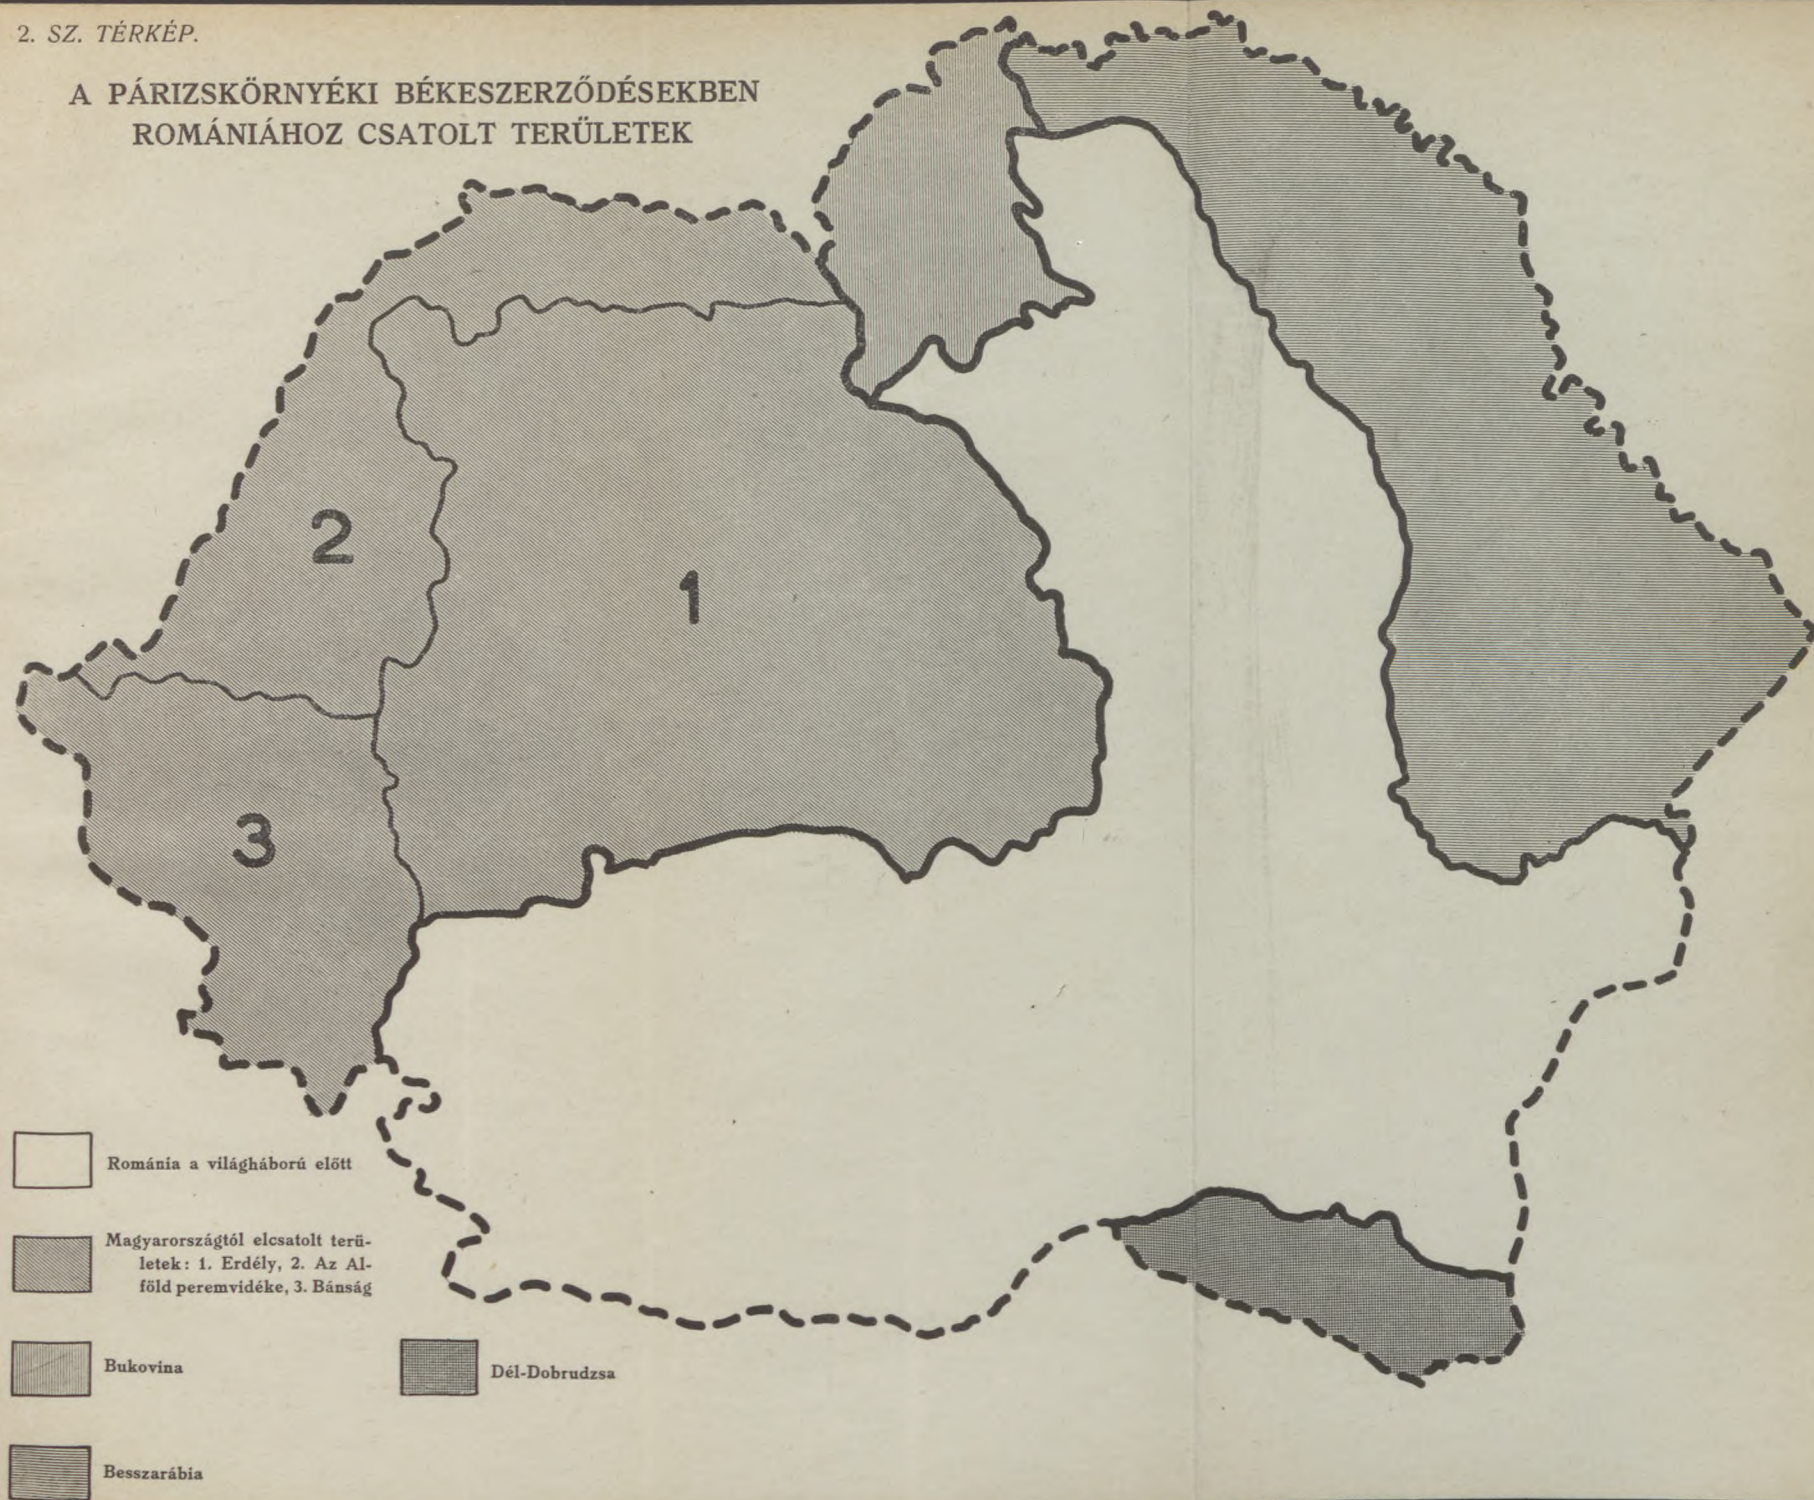 2. SZ. TÉRKÉP.
A PÁRIZSKÖRNYÉKI BÉKESZERZŐDÉSEKBEN
ROMÁNIÁHOZ CSATOLT TERÜLETEK
2
1
3
Románia a világháború előtt
Magyarországtól elcsatolt terü-
letek: 1. Erdély, 2. Az Al-
föld peremvidéke, 3. Bánság
Bukovina
Dél-Dobrudzsa
Besszarábia